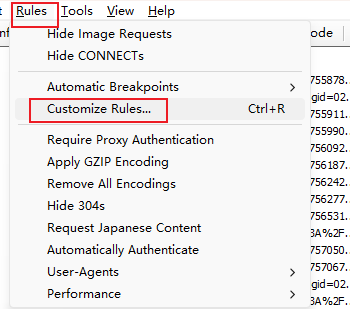 Rules Tools View Help
Hide Image Requests
Hide CONNECTs
Automatic Breakpoints
Customize Rules... Ctrl+R
Require Proxy Authentication
Apply GZIP Encoding
Remove All Encodings
Hide 304s
Request Japanese Content
Automatically Authenticate
User-Agents
Performance
ode
755878.
gid=02.
755911.
755990.
756092.
756187.
756242.
756277.
756531.
3A%2F.
757050.
757067.
gid=02.
3A%2F.